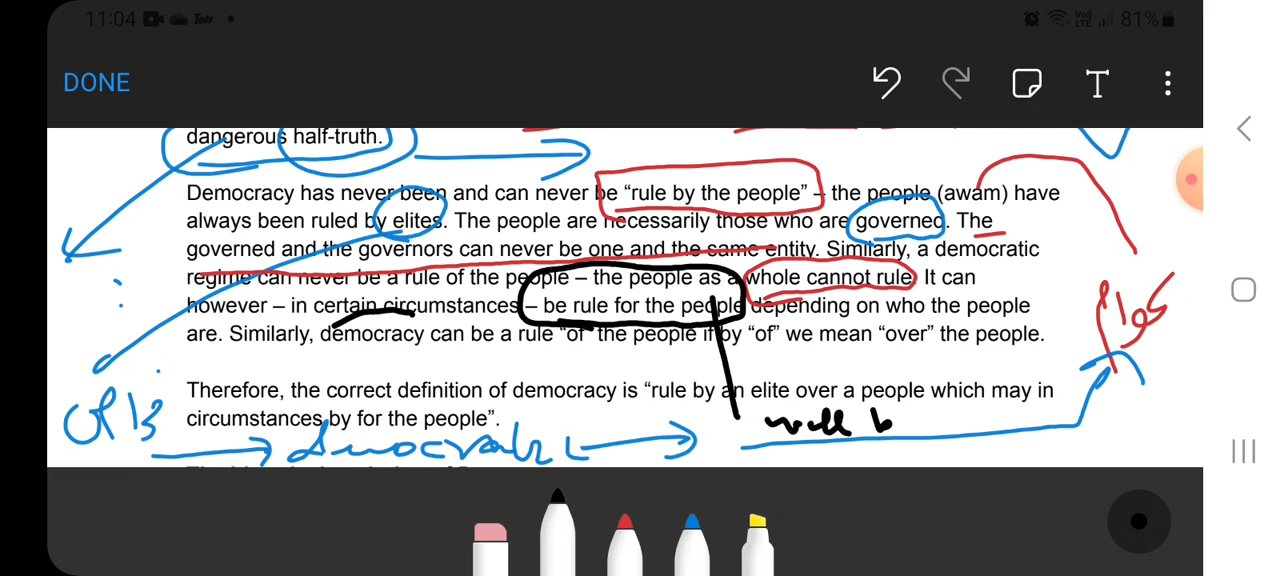 11:04 Tedy Vo) LTE 81%
DONE T
dangerous half-truth.
Democracy has never been and can never be “rule by the people” – the people (awam) have
always been ruled by elites. The people are necessarily those who are governed. The
governed and the governors can never be one and the same entity. Similarly, a democratic
regime can never be a rule of the people – the people as a whole cannot rule. It can
however – in certain circumstances – be rule for the people depending on who the people
are. Similarly, democracy can be a rule “of” the people if by “of” we mean “over” the people.
Therefore, the correct definition of democracy is “rule by an elite over a people which may in
circumstances by for the people”.